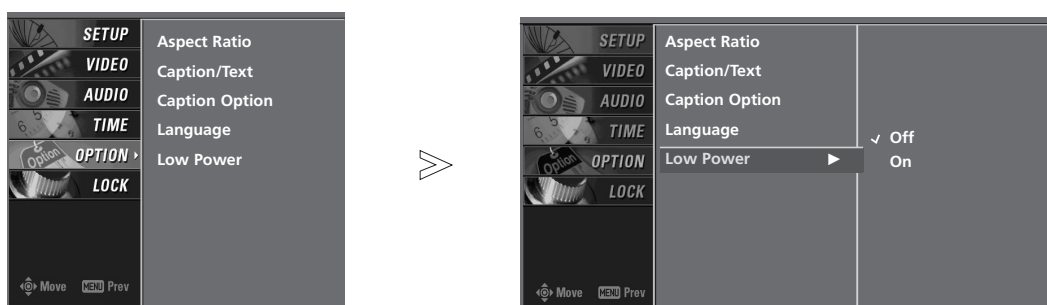 SETUP
VIDEO
AUDIO
TIME
OPTION
LOCK
Move MENU Prev
Aspect Ratio
Caption/Text
Caption Option
Language
Low Power
SETUP
VIDEO
AUDIO
TIME
OPTION
LOCK
Move MENU Prev
Aspect Ratio
Caption/Text
Caption Option
Language
Low Power
Off
On